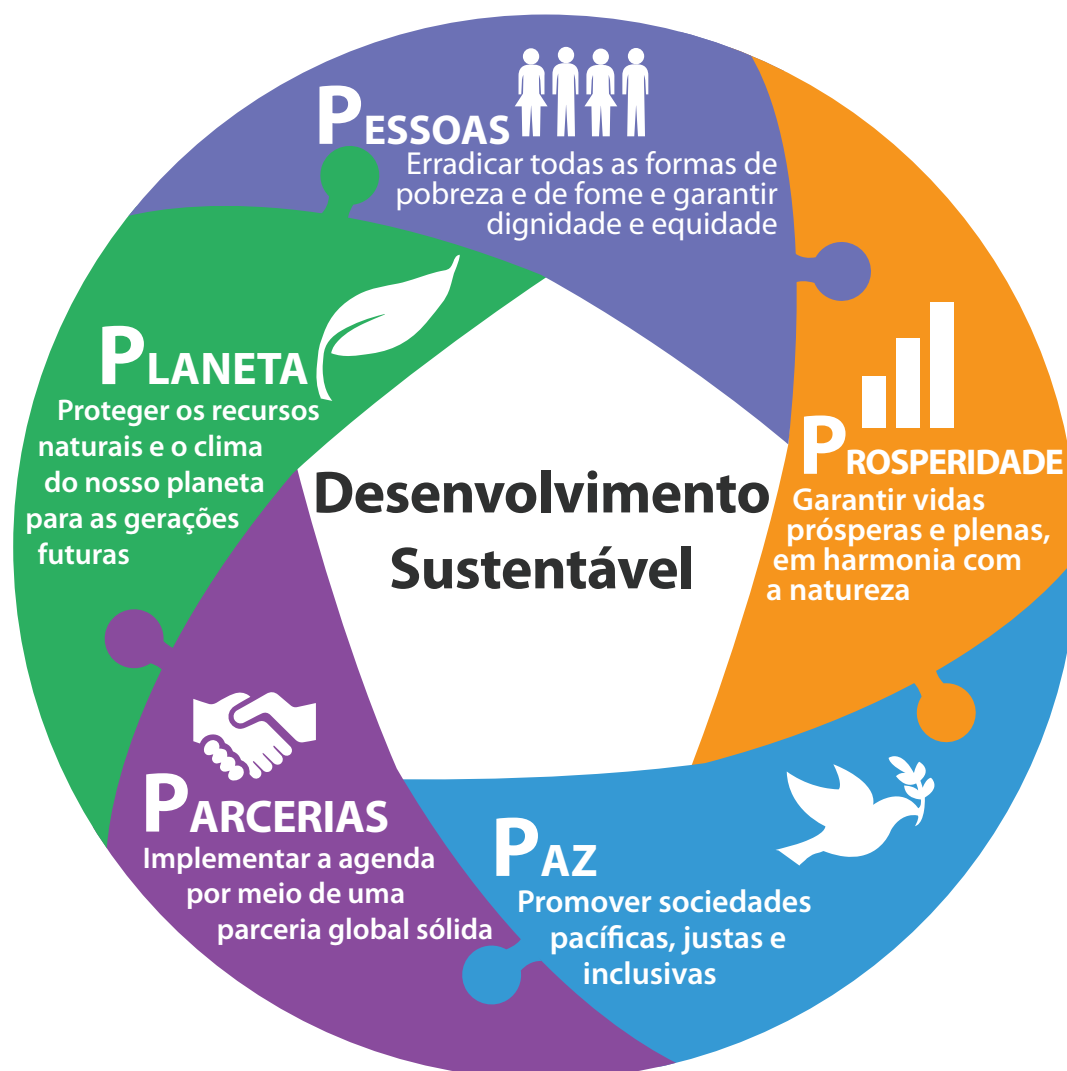 PESSOAS
Erradicar todas as formas de
pobreza e de fome e garantir
dignidade e equidade
PROSPERIDADE
Garantir vidas
prósperas e plenas,
em harmonia com
a natureza
PAZ
Promover sociedades
pacíficas, justas e
inclusivas
PARCERIAS
Implementar a agenda
por meio de uma
parceria global sólida
PLANETA
Proteger os recursos
naturais e o clima
do nosso planeta
para as gerações
futuras
Desenvolvimento
Sustentável